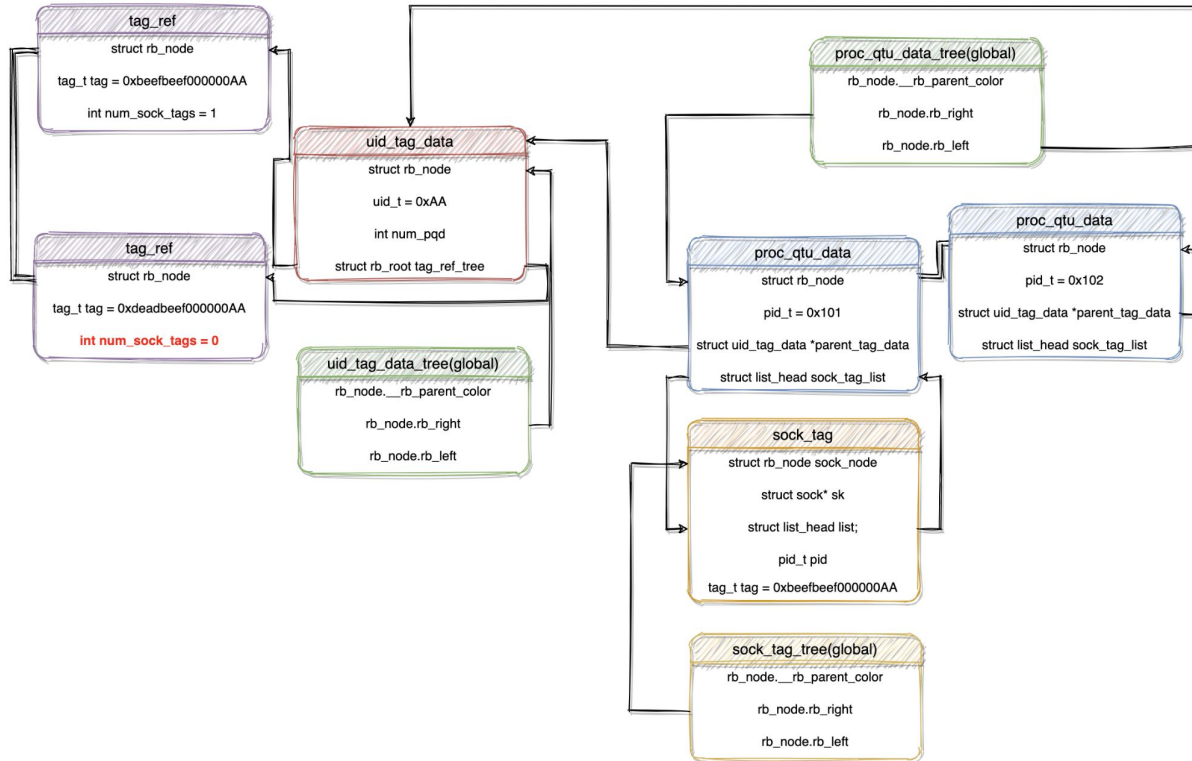 tag_ref
struct rb_node
tag_t tag = 0xbeefbeef000000AA
int num_sock_tags = 1
tag_ref
struct rb_node
tag_t tag = 0xdeadbeef000000AA
int num_sock_tags = 0
uid_tag_data
struct rb_node
uid_t = 0xAA
int num_pqd
struct rb_root tag_ref_tree
uid_tag_data_tree(global)
rb_node.__rb_parent_color
rb_node.rb_right
rb_node.rb_left
proc_qtu_data_tree(global)
rb_node.__rb_parent_color
rb_node.rb_right
rb_node.rb_left
proc_qtu_data
struct rb_node
pid_t = 0x101
struct uid_tag_data *parent_tag_data
struct list_head sock_tag_list
proc_qtu_data
struct rb_node
pid_t = 0x102
struct uid_tag_data *parent_tag_data
struct list_head sock_tag_list
sock_tag
struct rb_node sock_node
struct sock* sk
struct list_head list;
pid_t pid
tag_t tag = 0xbeefbeef000000AA
sock_tag_tree(global)
rb_node.__rb_parent_color
rb_node.rb_right
rb_node.rb_left